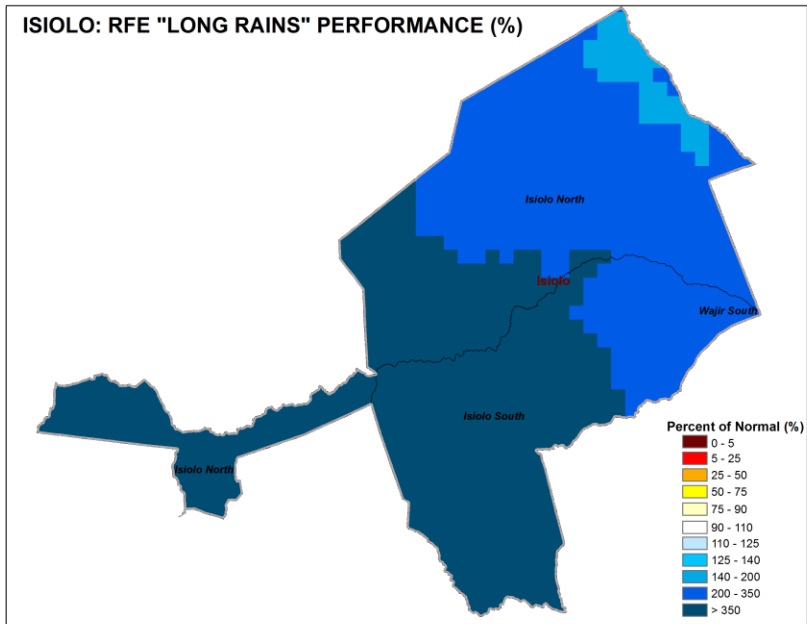 ISIOLO: RFE "LONG RAINS" PERFORMANCE (%)
Isiolo North
Isiolo
Wajir South
Isiolo South
Isiolo North
Percent of Normal (%)
0 - 5
5 - 25
25 - 50
50 - 75
75 - 90
90 - 110
110 - 125
125 - 140
140 - 200
200 - 350
> 350